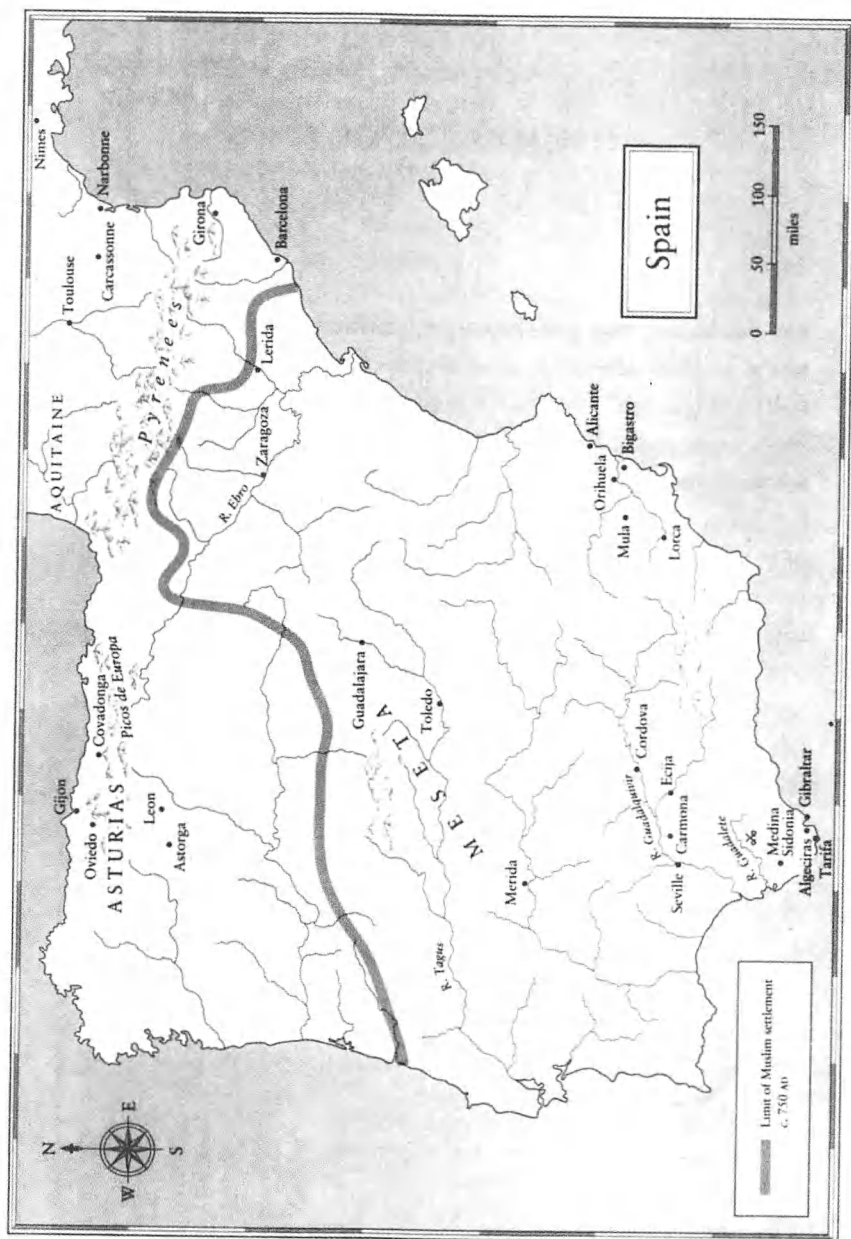 Spain
0 50 100 150
miles
N
W E
S
Limit of Muslim settlement
c. 750 AD
Nimes
Narbonne
Carcassonne
Toulouse
AQUITAINE
Pyrenees
Girona
Barcelona
Lerida
Zaragoza
R. Ebro
Gijon
Oviedo
Covadonga
Picos de Europa
ASTURIAS
Leon
Astorga
Guadalajara
Toledo
MESETA
R. Tagus
Merida
Alicante
Bigastro
Orihuela
Mula
Lorca
Cordova
R. Guadalquivir
Ecija
Carmona
Seville
R. Guadalete
Medina
Sidonia
Algeciras
Gibraltar
Tarifa